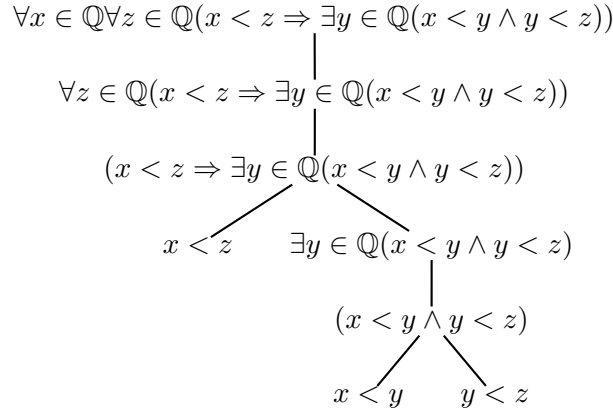 ∀x ∈ ℚ∀z ∈ ℚ(x < z ⇒ ∃y ∈ ℚ(x < y ∧ y < z))
∀z ∈ ℚ(x < z ⇒ ∃y ∈ ℚ(x < y ∧ y < z))
(x < z ⇒ ∃y ∈ ℚ(x < y ∧ y < z))
x < z ∃y ∈ ℚ(x < y ∧ y < z)
(x < y ∧ y < z)
x < y y < z